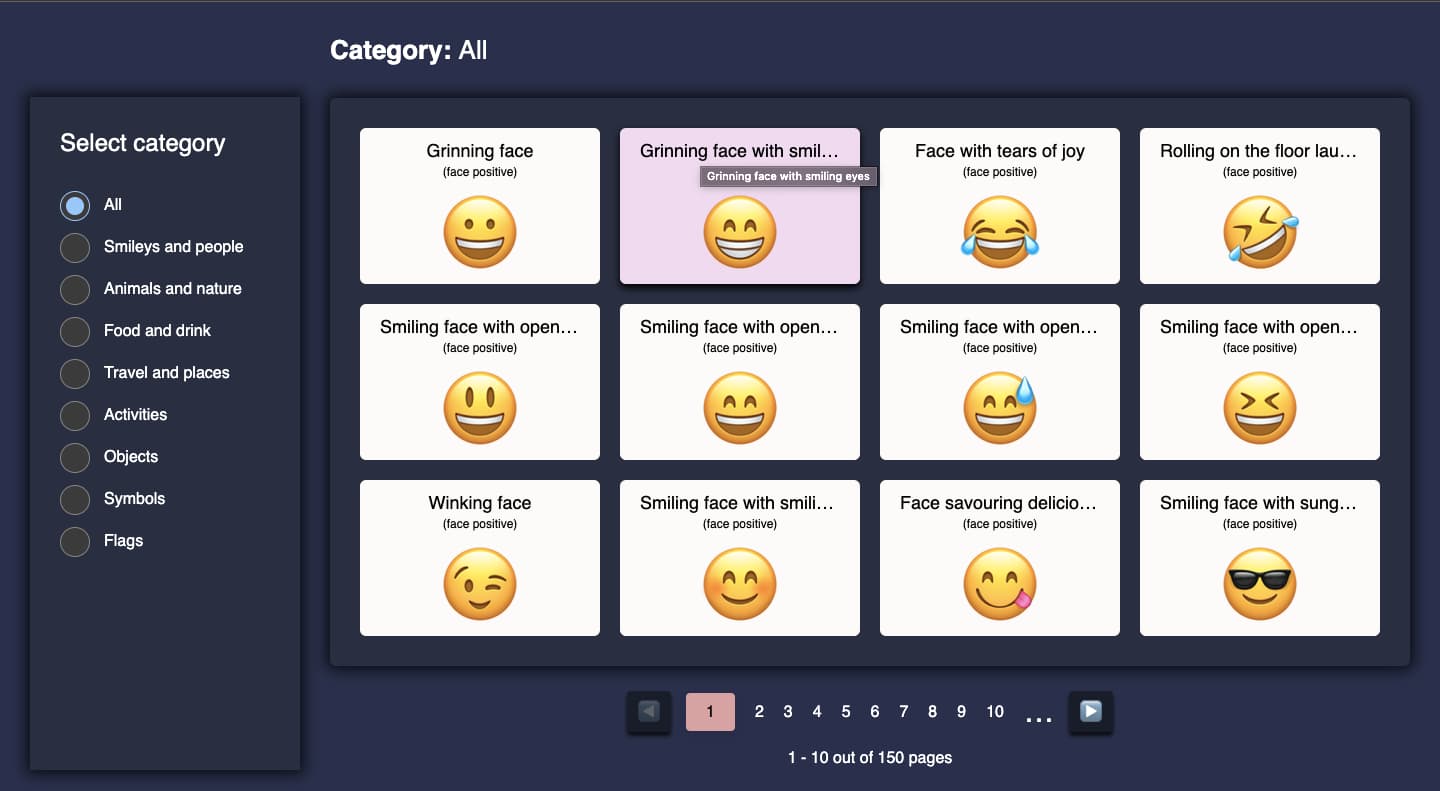 Category: All
Select category
All
Smileys and people
Animals and nature
Food and drink
Travel and places
Activities
Objects
Symbols
Flags
Grinning face
(face positive)
Grinning face with smil…
Grinning face with smiling eyes
Face with tears of joy
(face positive)
Rolling on the floor lau…
(face positive)
Smiling face with open…
(face positive)
Smiling face with open…
(face positive)
Smiling face with open…
(face positive)
Smiling face with open…
(face positive)
Winking face
(face positive)
Smiling face with smili…
(face positive)
Face savouring delicio…
(face positive)
Smiling face with sung…
(face positive)
1 2 3 4 5 6 7 8 9 10 ...
1 - 10 out of 150 pages